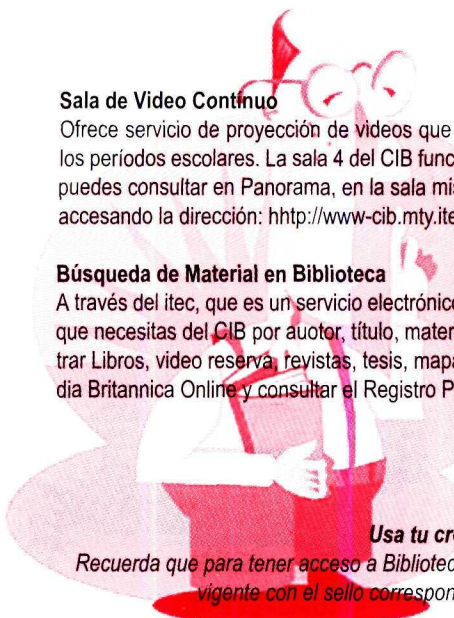 Sala de Video Contínuo
Ofrece servicio de proyección de videos que
los períodos escolares. La sala 4 del CIB func
puedes consultar en Panorama, en la sala mis
accesando la dirección: hhtp://www-cib.mty.ite
Búsqueda de Material en Biblioteca
A través del itec, que es un servicio electrónico
que necesitas del CIB por auotor, título, mater
trar Libros, video reserva, revistas, tesis, mapa
dia Britannica Online y consultar el Registro P
Usa tu cre
Recuerda que para tener acceso a Bibliotec
vigente con el sello correspon